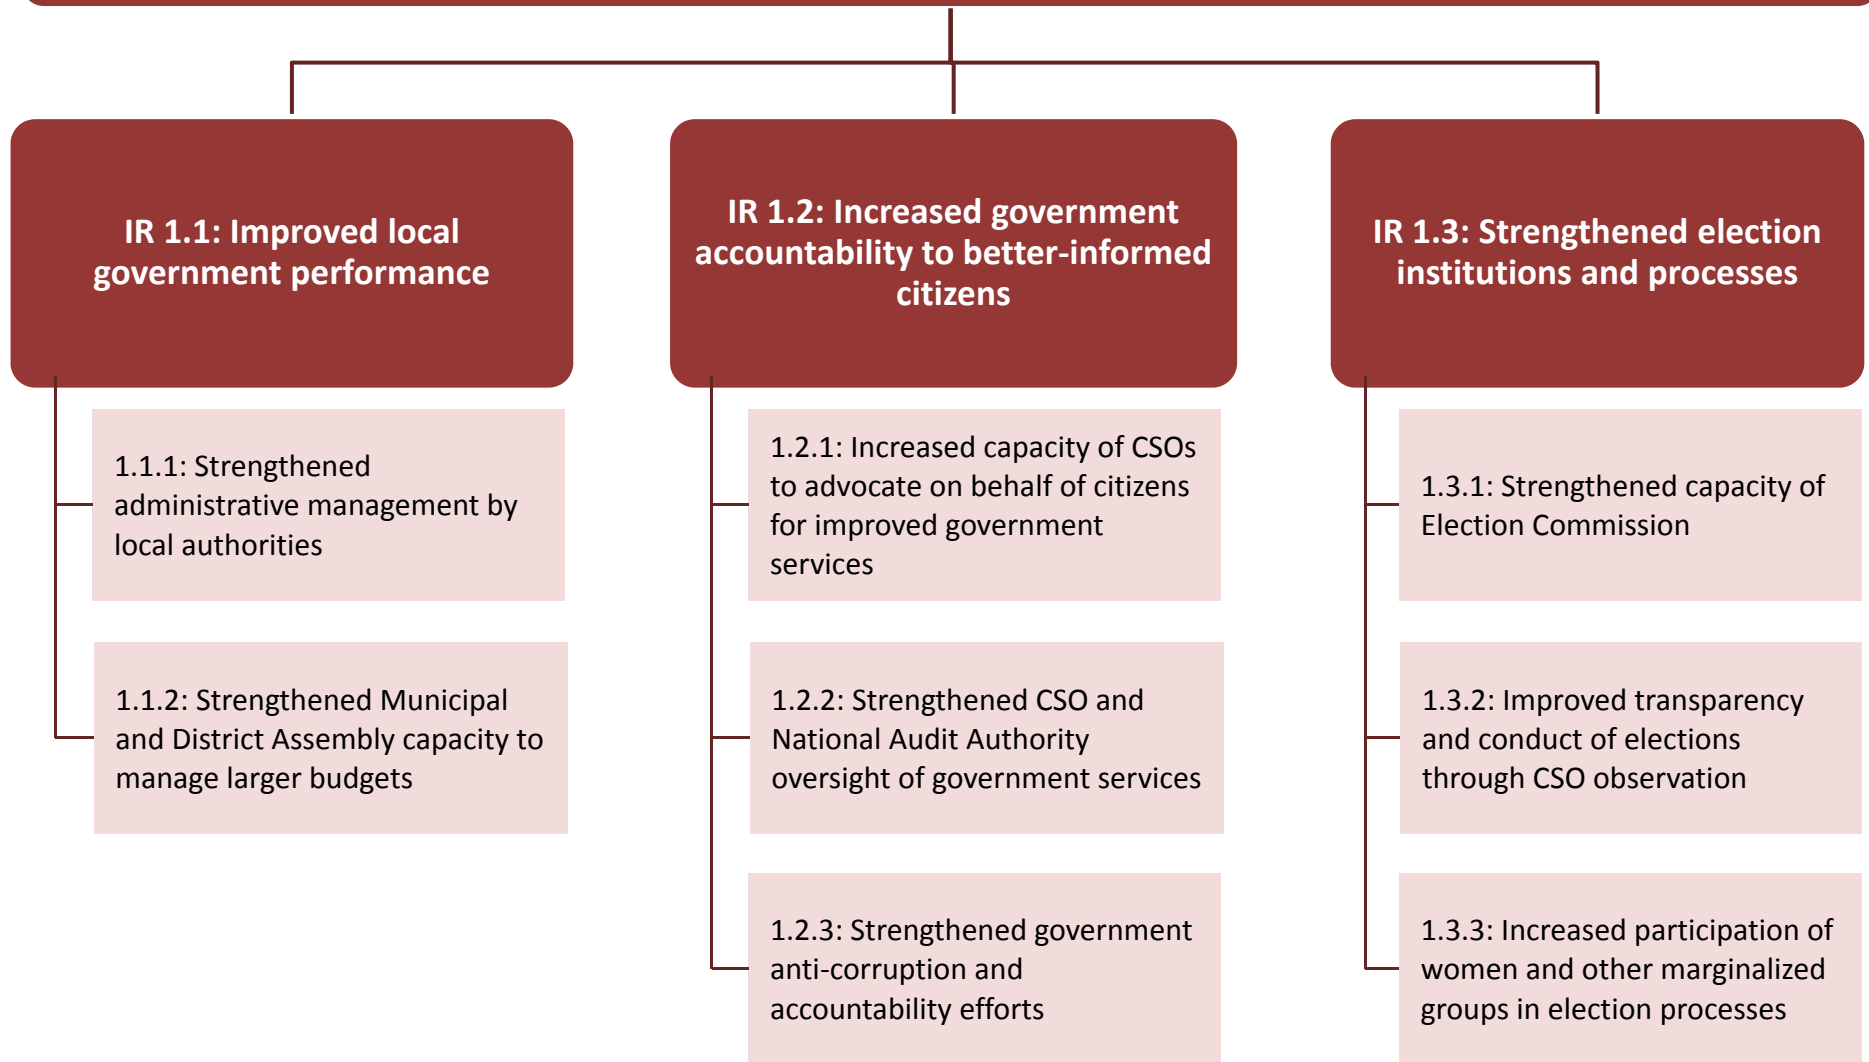 IR 1.1: Improved local
government performance
1.1.1: Strengthened
administrative management by
local authorities
1.1.2: Strengthened Municipal
and District Assembly capacity to
manage larger budgets
IR 1.2: Increased government
accountability to better-informed
citizens
1.2.1: Increased capacity of CSOs
to advocate on behalf of citizens
for improved government
services
1.2.2: Strengthened CSO and
National Audit Authority
oversight of government services
1.2.3: Strengthened government
anti-corruption and
accountability efforts
IR 1.3: Strengthened election
institutions and processes
1.3.1: Strengthened capacity of
Election Commission
1.3.2: Improved transparency
and conduct of elections
through CSO observation
1.3.3: Increased participation of
women and other marginalized
groups in election processes